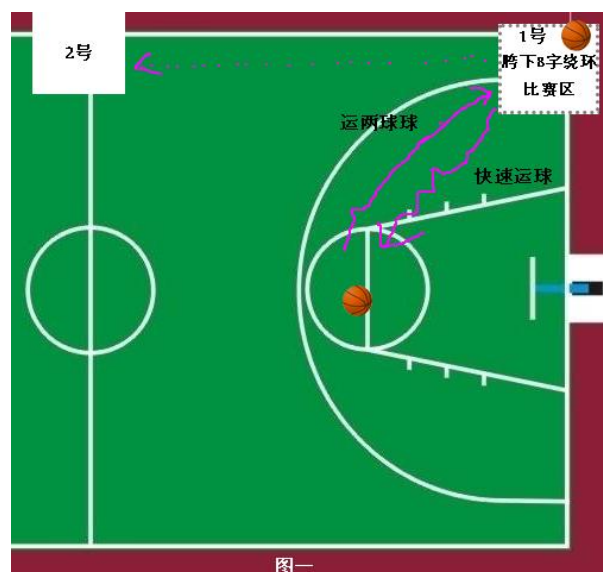 2号
1号
胯下8字绕环
比赛区
运两球球
快速运球
图一